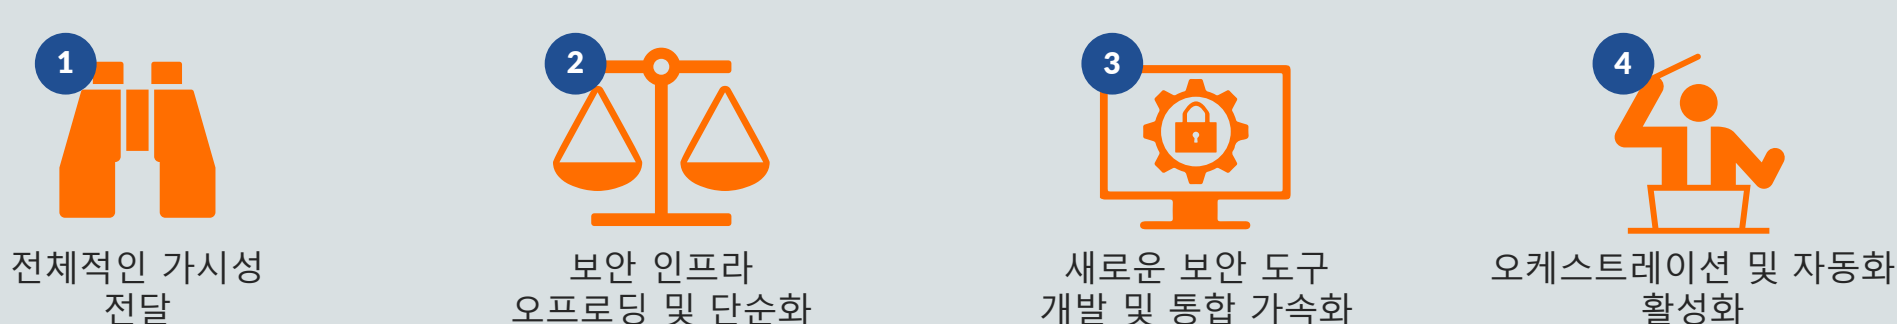 1
전체적인 가시성
전달
2
보안 인프라
오프로딩 및 단순화
3
새로운 보안 도구
개발 및 통합 가속화
4
오케스트레이션 및 자동화
활성화